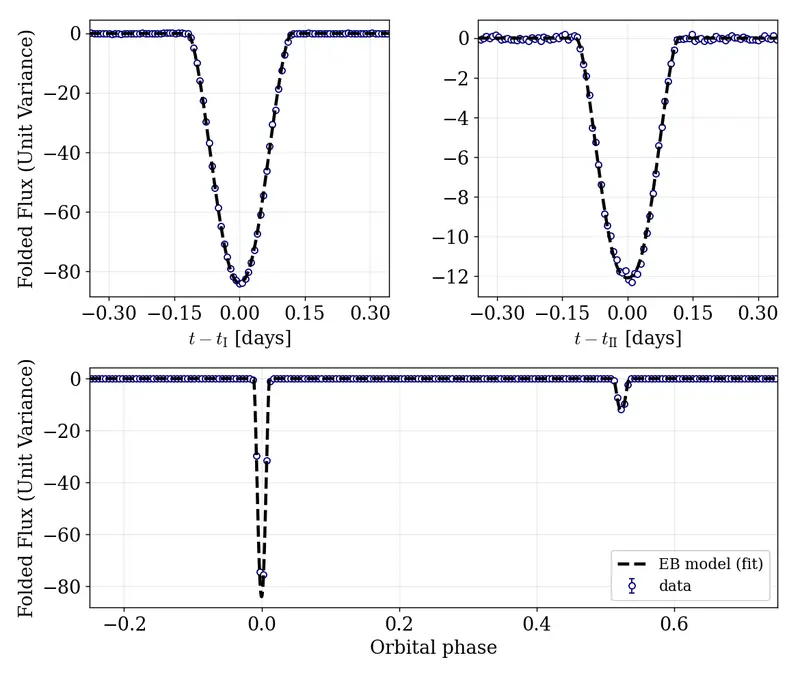 Folded Flux (Unit Variance)
0
−20
−40
−60
−80
−0.30 −0.15 0.00 0.15 0.30
t − tI [days]
0
−2
−4
−6
−8
−10
−12
−0.30 −0.15 0.00 0.15 0.30
t − tII [days]
Folded Flux (Unit Variance)
0
−20
−40
−60
−80
−0.2 0.0 0.2 0.4 0.6
Orbital phase
EB model (fit)
data